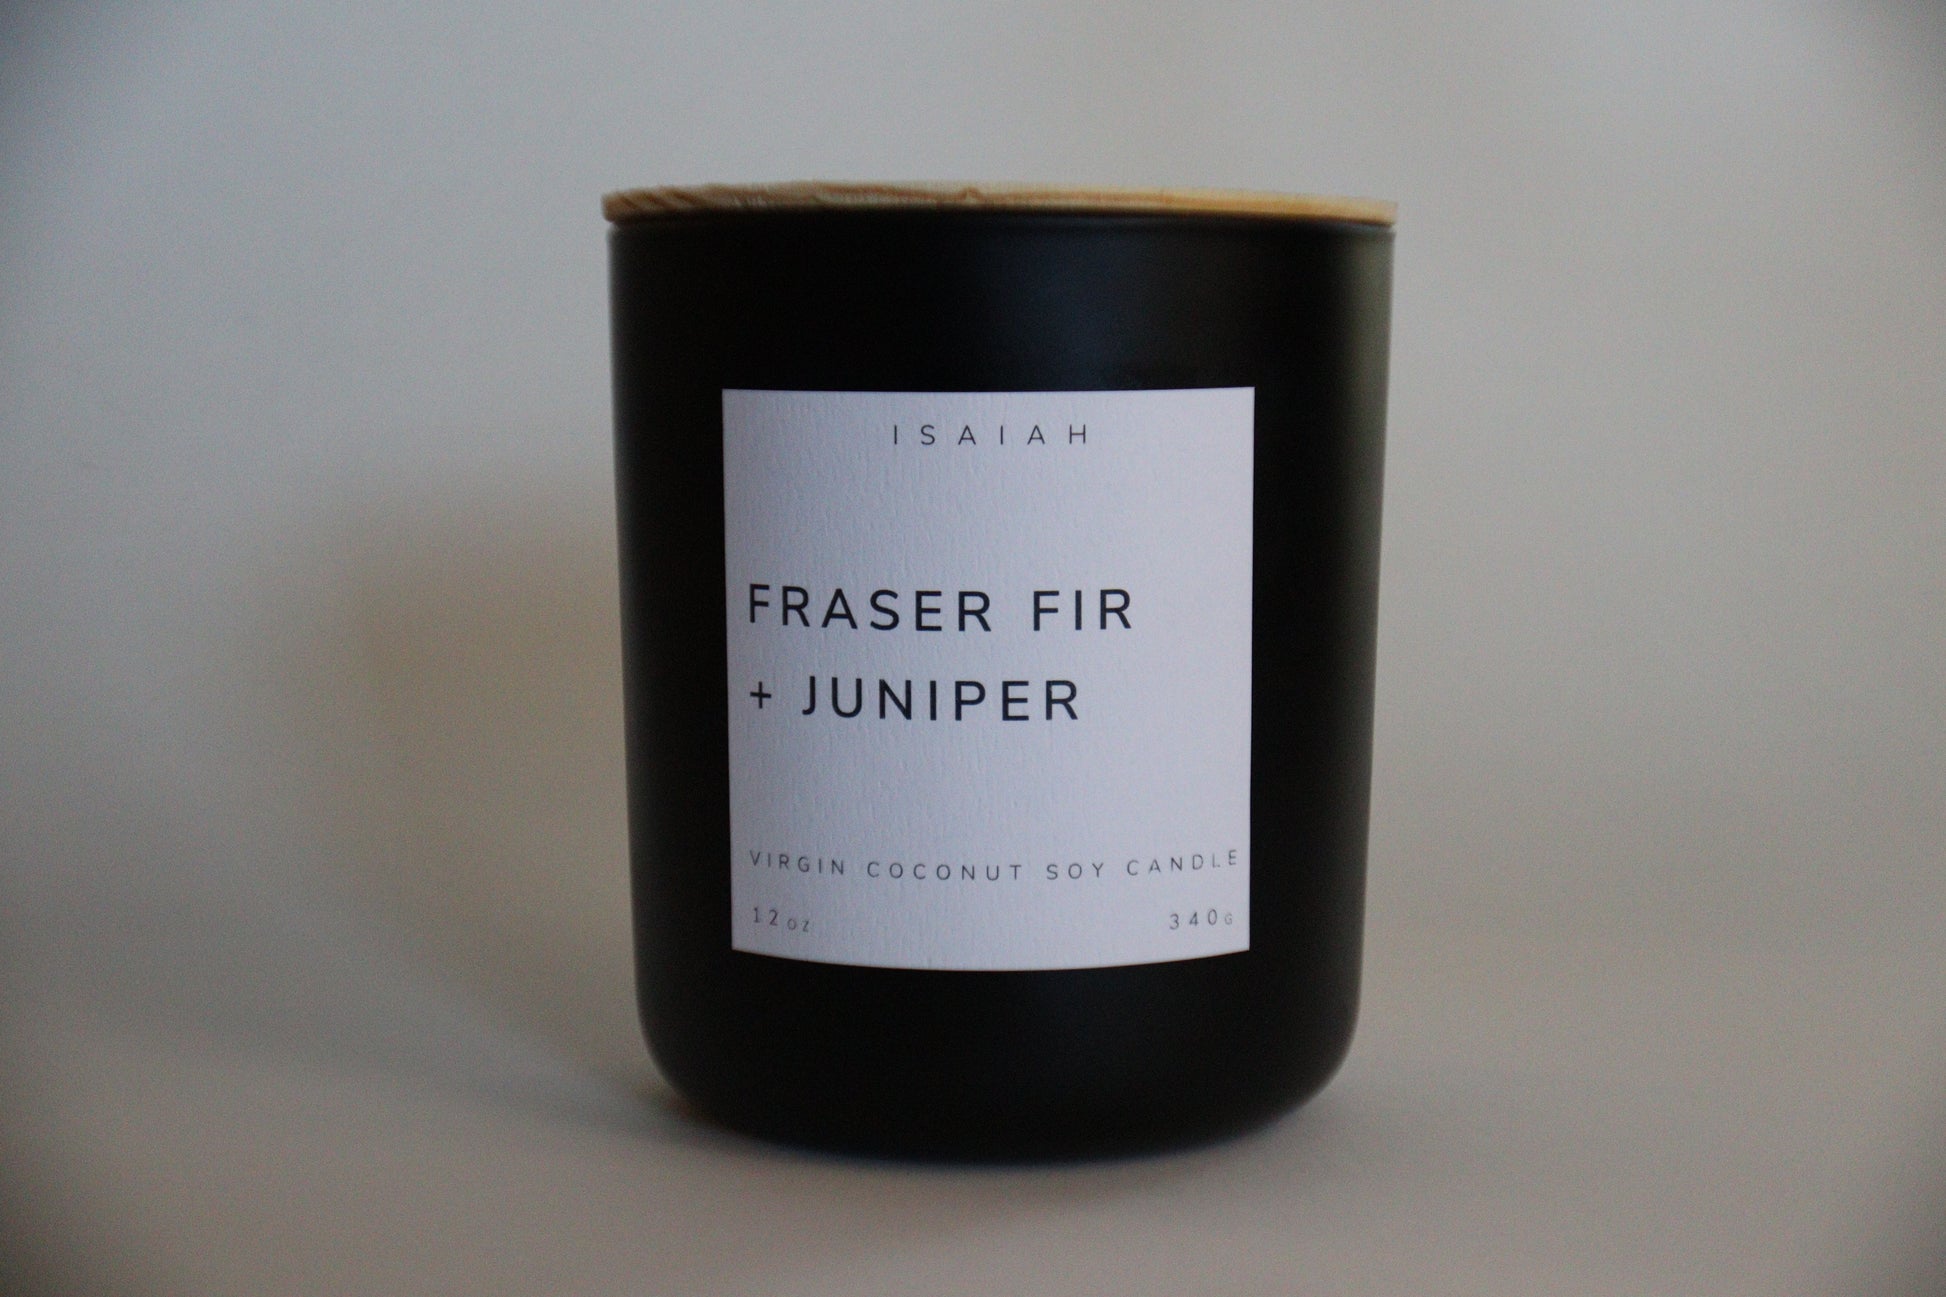 ISAIAH
FRASER FIR
+ JUNIPER
VIRGIN COCONUT SOY CANDLE
12oz 340G